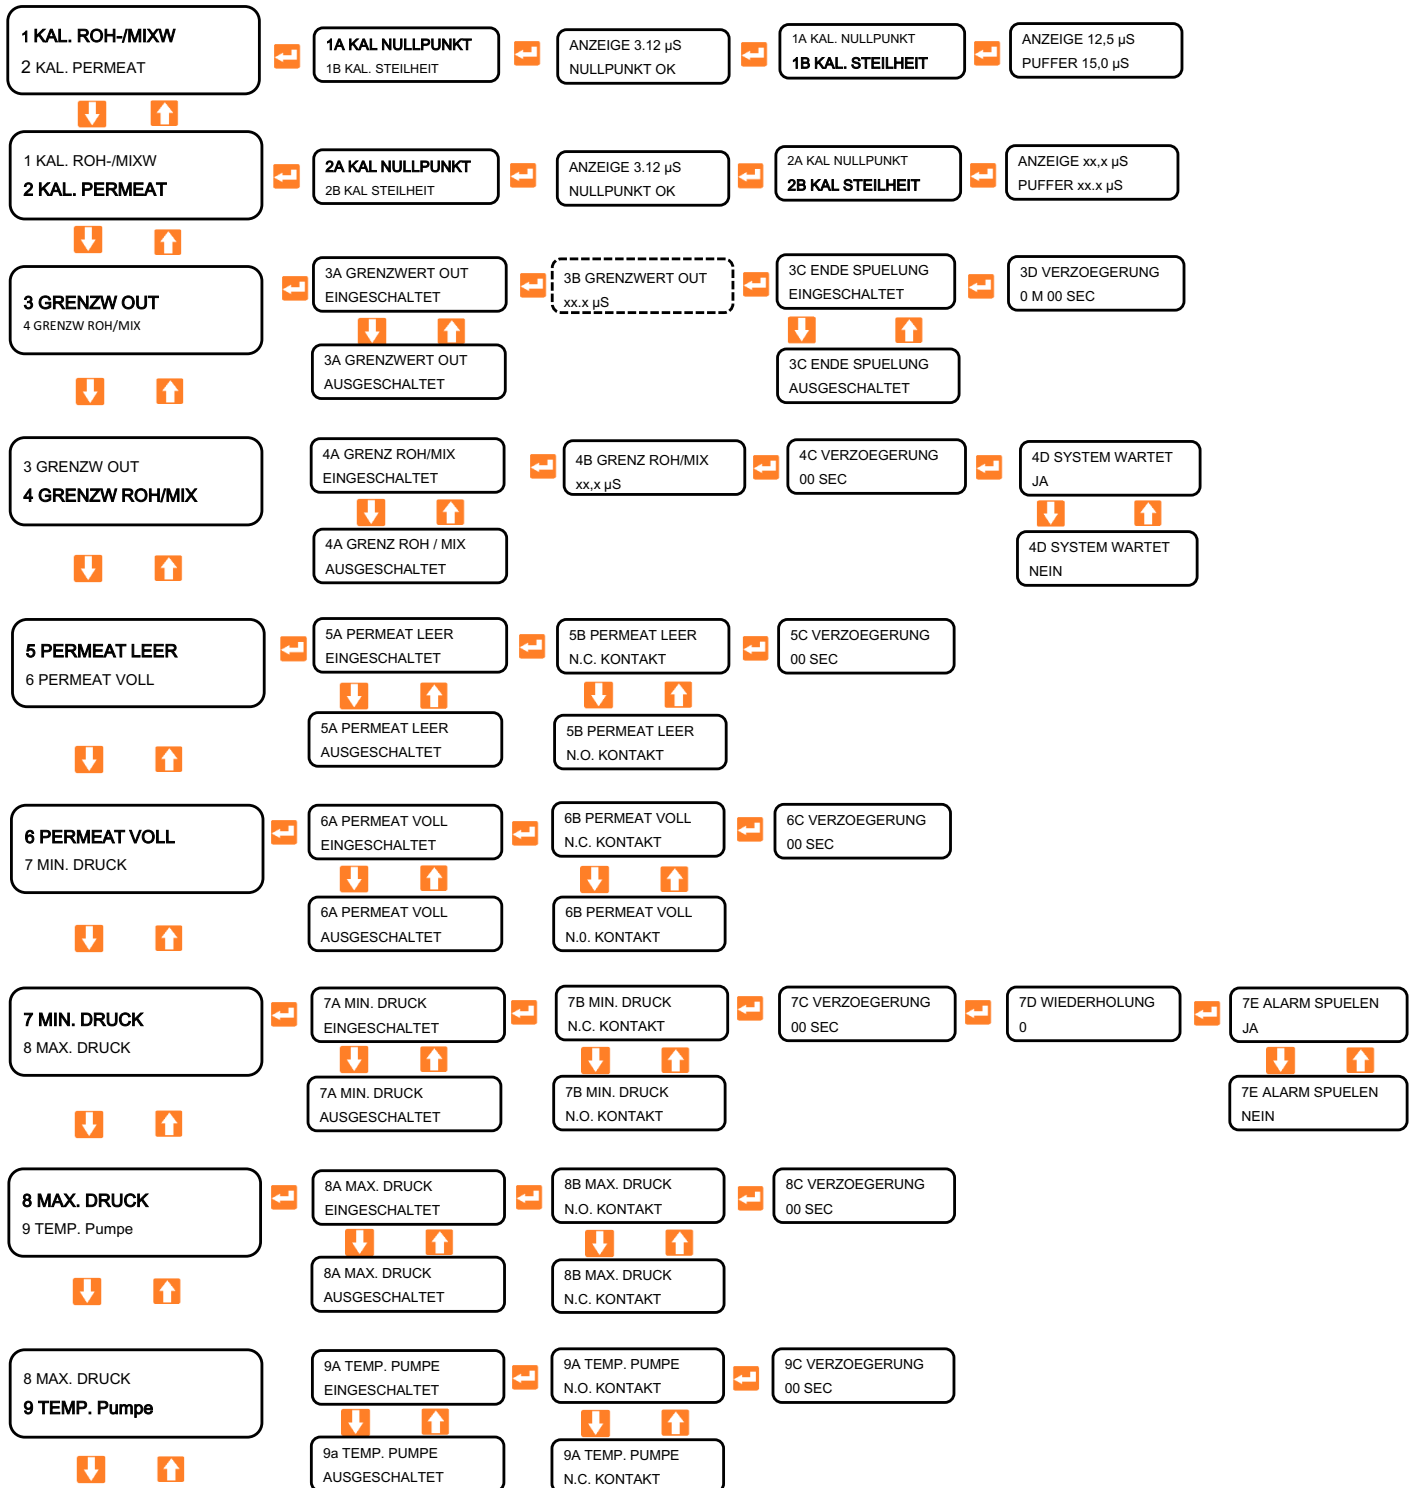 1 KAL. ROH-/MIXW
2 KAL. PERMEAT
1A KAL NULLPUNKT
1B KAL. STEILHEIT
ANZEIGE 3.12 µS
NULLPUNKT OK
1A KAL. NULLPUNKT
1B KAL. STEILHEIT
ANZEIGE 12,5 µS
PUFFER 15,0 µS
1 KAL. ROH-/MIXW
2 KAL. PERMEAT
2A KAL NULLPUNKT
2B KAL STEILHEIT
ANZEIGE 3.12 µS
NULLPUNKT OK
2A KAL NULLPUNKT
2B KAL STEILHEIT
ANZEIGE xx,x µS
PUFFER xx.x µS
3 GRENZW OUT
4 GRENZW ROH/MIX
3A GRENZWERT OUT
EINGESCHALTET
3B GRENZWERT OUT
xx.x µS
3C ENDE SPUELUNG
EINGESCHALTET
3D VERZOEGERUNG
0 M 00 SEC
3A GRENZWERT OUT
AUSGESCHALTET
3C ENDE SPUELUNG
AUSGESCHALTET
3 GRENZW OUT
4 GRENZW ROH/MIX
4A GRENZ ROH/MIX
EINGESCHALTET
4B GRENZ ROH/MIX
xx,x µS
4C VERZOEGERUNG
00 SEC
4D SYSTEM WARTET
JA
4A GRENZ ROH / MIX
AUSGESCHALTET
4D SYSTEM WARTET
NEIN
5 PERMEAT LEER
6 PERMEAT VOLL
5A PERMEAT LEER
EINGESCHALTET
5B PERMEAT LEER
N.C. KONTAKT
5C VERZOEGERUNG
00 SEC
5A PERMEAT LEER
AUSGESCHALTET
5B PERMEAT LEER
N.O. KONTAKT
6 PERMEAT VOLL
7 MIN. DRUCK
6A PERMEAT VOLL
EINGESCHALTET
6B PERMEAT VOLL
N.C. KONTAKT
6C VERZOEGERUNG
00 SEC
6A PERMEAT VOLL
AUSGESCHALTET
6B PERMEAT VOLL
N.0. KONTAKT
7 MIN. DRUCK
8 MAX. DRUCK
7A MIN. DRUCK
EINGESCHALTET
7B MIN. DRUCK
N.C. KONTAKT
7C VERZOEGERUNG
00 SEC
7D WIEDERHOLUNG
0
7E ALARM SPUELEN
JA
7A MIN. DRUCK
AUSGESCHALTET
7B MIN. DRUCK
N.O. KONTAKT
7E ALARM SPUELEN
NEIN
8 MAX. DRUCK
9 TEMP. Pumpe
8A MAX. DRUCK
EINGESCHALTET
8B MAX. DRUCK
N.O. KONTAKT
8C VERZOEGERUNG
00 SEC
8A MAX. DRUCK
AUSGESCHALTET
8B MAX. DRUCK
N.C. KONTAKT
8 MAX. DRUCK
9 TEMP. Pumpe
9A TEMP. PUMPE
EINGESCHALTET
9A TEMP. PUMPE
N.O. KONTAKT
9C VERZOEGERUNG
00 SEC
9a TEMP. PUMPE
AUSGESCHALTET
9A TEMP. PUMPE
N.C. KONTAKT